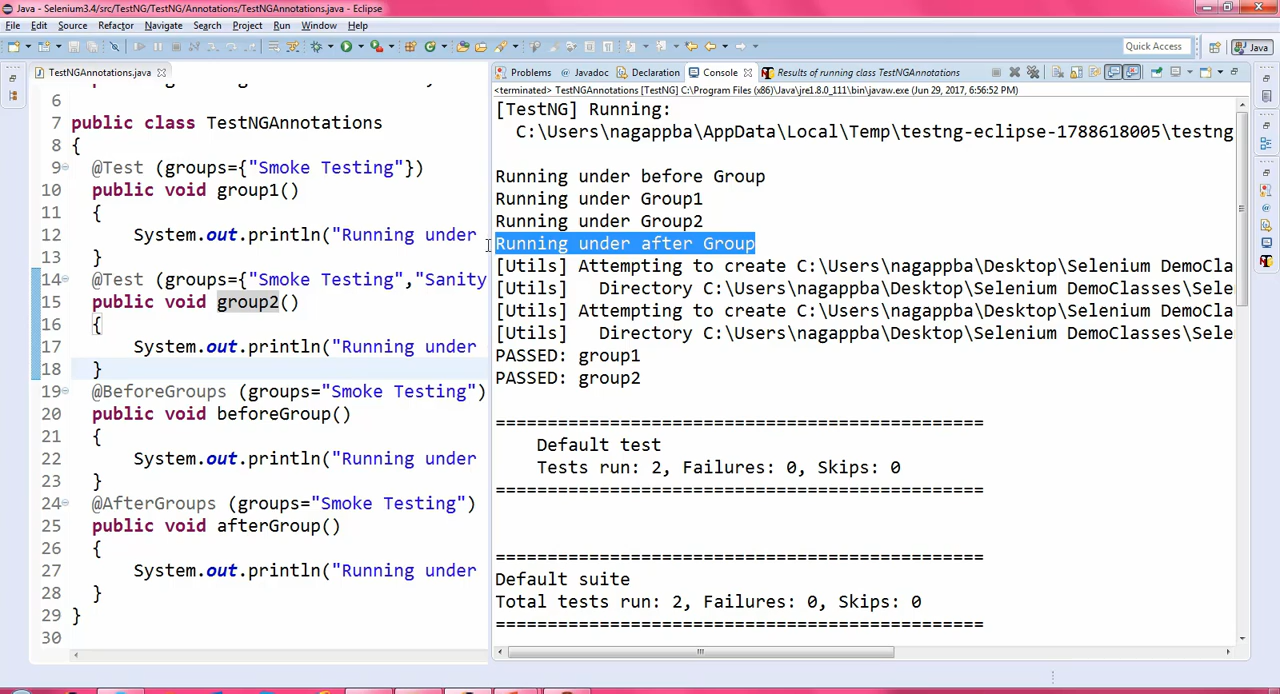 Java - Selenium3.4/src/TestNG/TestNG/Annotations/TestNGAnnotations.java - Eclipse
File Edit Source Refactor Navigate Search Project Run Window Help
Quick Access
Java
TestNGAnnotations.java
6
7 public class TestNGAnnotations
8 {
9 @Test (groups={"Smoke Testing"})
10 public void group1()
11 {
12 System.out.println("Running under
13 }
14 @Test (groups={"Smoke Testing","Sanity
15 public void group2()
16 {
17 System.out.println("Running under
18 }
19 @BeforeGroups (groups="Smoke Testing")
20 public void beforeGroup()
21 {
22 System.out.println("Running under
23 }
24 @AfterGroups (groups="Smoke Testing")
25 public void afterGroup()
26 {
27 System.out.println("Running under
28 }
29 }
30
Problems Javadoc Declaration Console Results of running class TestNGAnnotations
<terminated> TestNGAnnotations [TestNG] C:\Program Files (x86)\Java\jre1.8.0_111\bin\javaw.exe (Jun 29, 2017, 6:56:52 PM)
[TestNG] Running:
C:\Users\nagappba\AppData\Local\Temp\testng-eclipse-1788618005\testng
Running under before Group
Running under Group1
Running under Group2
Running under after Group
[Utils] Attempting to create C:\Users\nagappba\Desktop\Selenium DemoCla
[Utils] Directory C:\Users\nagappba\Desktop\Selenium DemoClasses\Sele
[Utils] Attempting to create C:\Users\nagappba\Desktop\Selenium DemoCla
[Utils] Directory C:\Users\nagappba\Desktop\Selenium DemoClasses\Sele
PASSED: group1
PASSED: group2
===============================================
Default test
Tests run: 2, Failures: 0, Skips: 0
===============================================
===============================================
Default suite
Total tests run: 2, Failures: 0, Skips: 0
===============================================